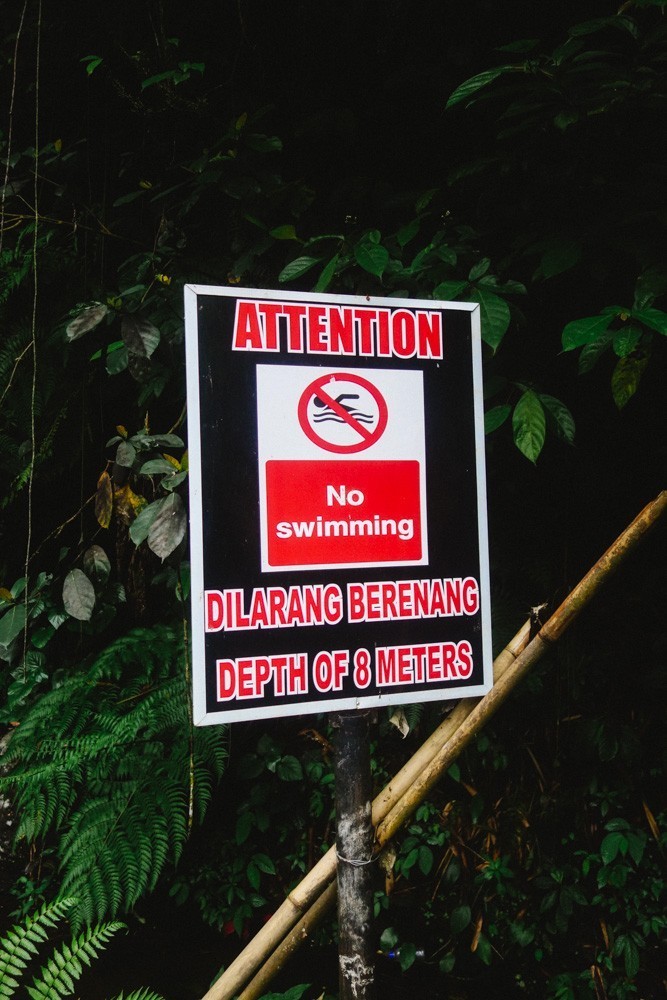 ATTENTION
No
swimming
DILARANG BERENANG
DEPTH OF 8 METERS